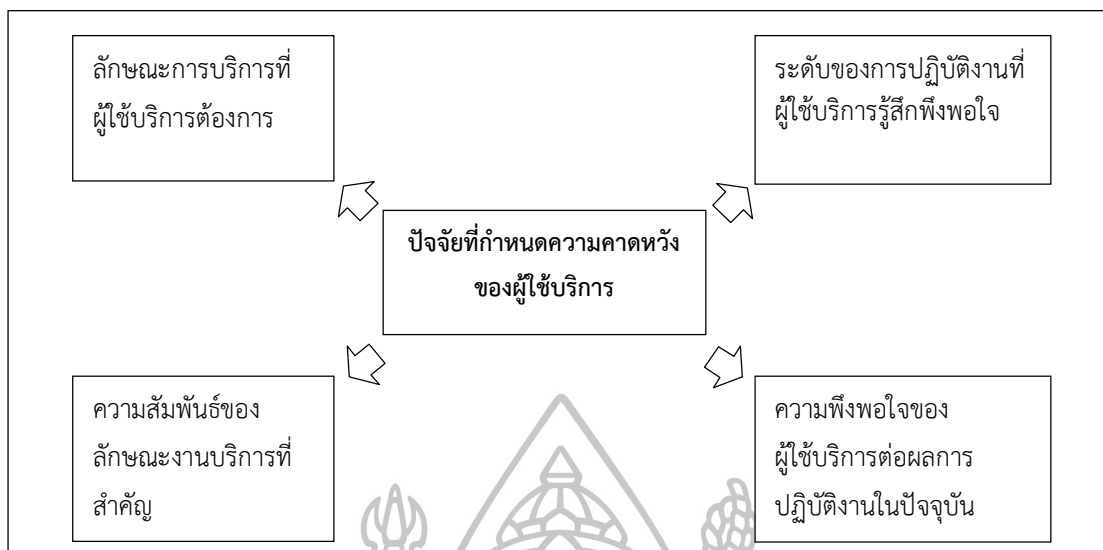 ลักษณะการบริการที่
ผู้ใช้บริการต้องการ
ระดับของการปฏิบัติงานที่
ผู้ใช้บริการรู้สึกพึงพอใจ
ปัจจัยที่กำหนดความคาดหวัง
ของผู้ใช้บริการ
ความสัมพันธ์ของ
ลักษณะงานบริการที่
สำคัญ
ความพึงพอใจของ
ผู้ใช้บริการต่อผลการ
ปฏิบัติงานในปัจจุบัน